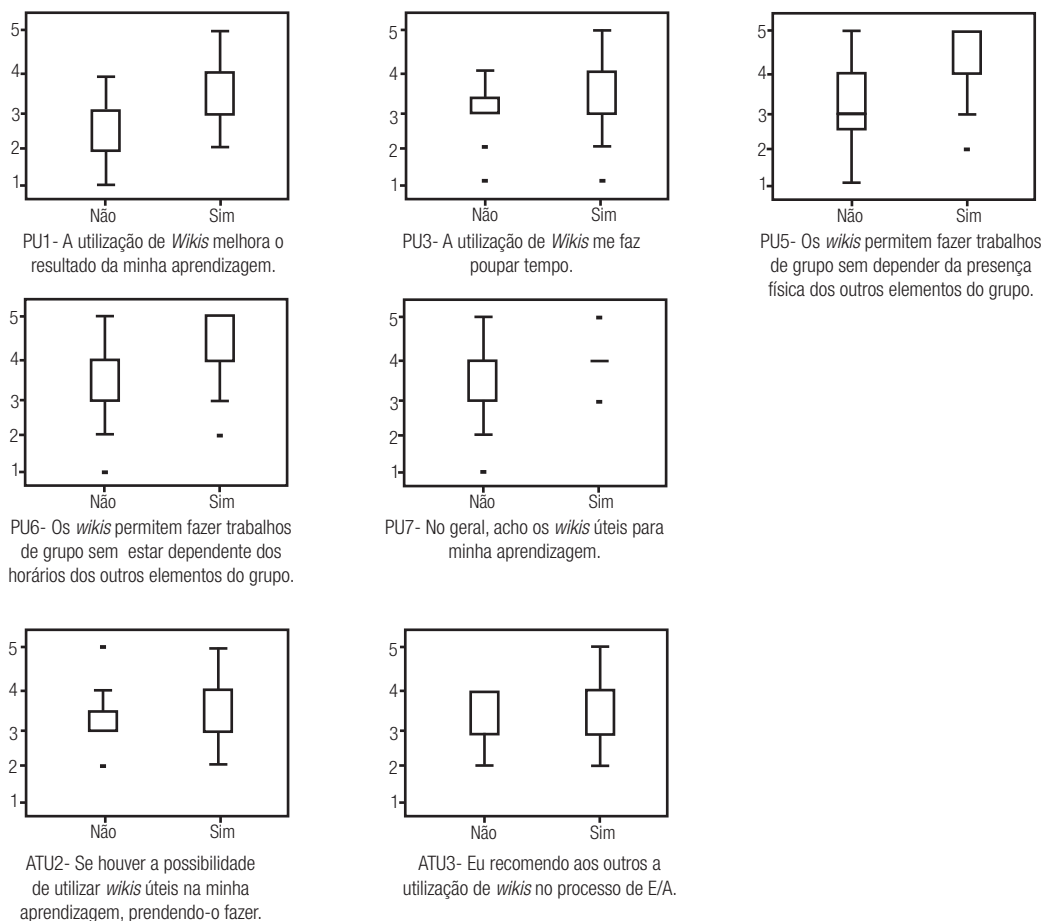 5
4
3
2
1
Não Sim
PU1- A utilização de Wikis melhora o
resultado da minha aprendizagem.
5
4
3
2
1
Não Sim
PU3- A utilização de Wikis me faz
poupar tempo.
5
4
3
2
1
Não Sim
PU5- Os wikis permitem fazer trabalhos
de grupo sem depender da presença
física dos outros elementos do grupo.
5
4
3
2
1
Não Sim
PU6- Os wikis permitem fazer trabalhos
de grupo sem estar dependente dos
horários dos outros elementos do grupo.
5
4
3
2
1
Não Sim
PU7- No geral, acho os wikis úteis para
minha aprendizagem.
5
4
3
2
1
Não Sim
ATU2- Se houver a possibilidade
de utilizar wikis úteis na minha
aprendizagem, prendendo-o fazer.
5
4
3
2
1
Não Sim
ATU3- Eu recomendo aos outros a
utilização de wikis no processo de E/A.